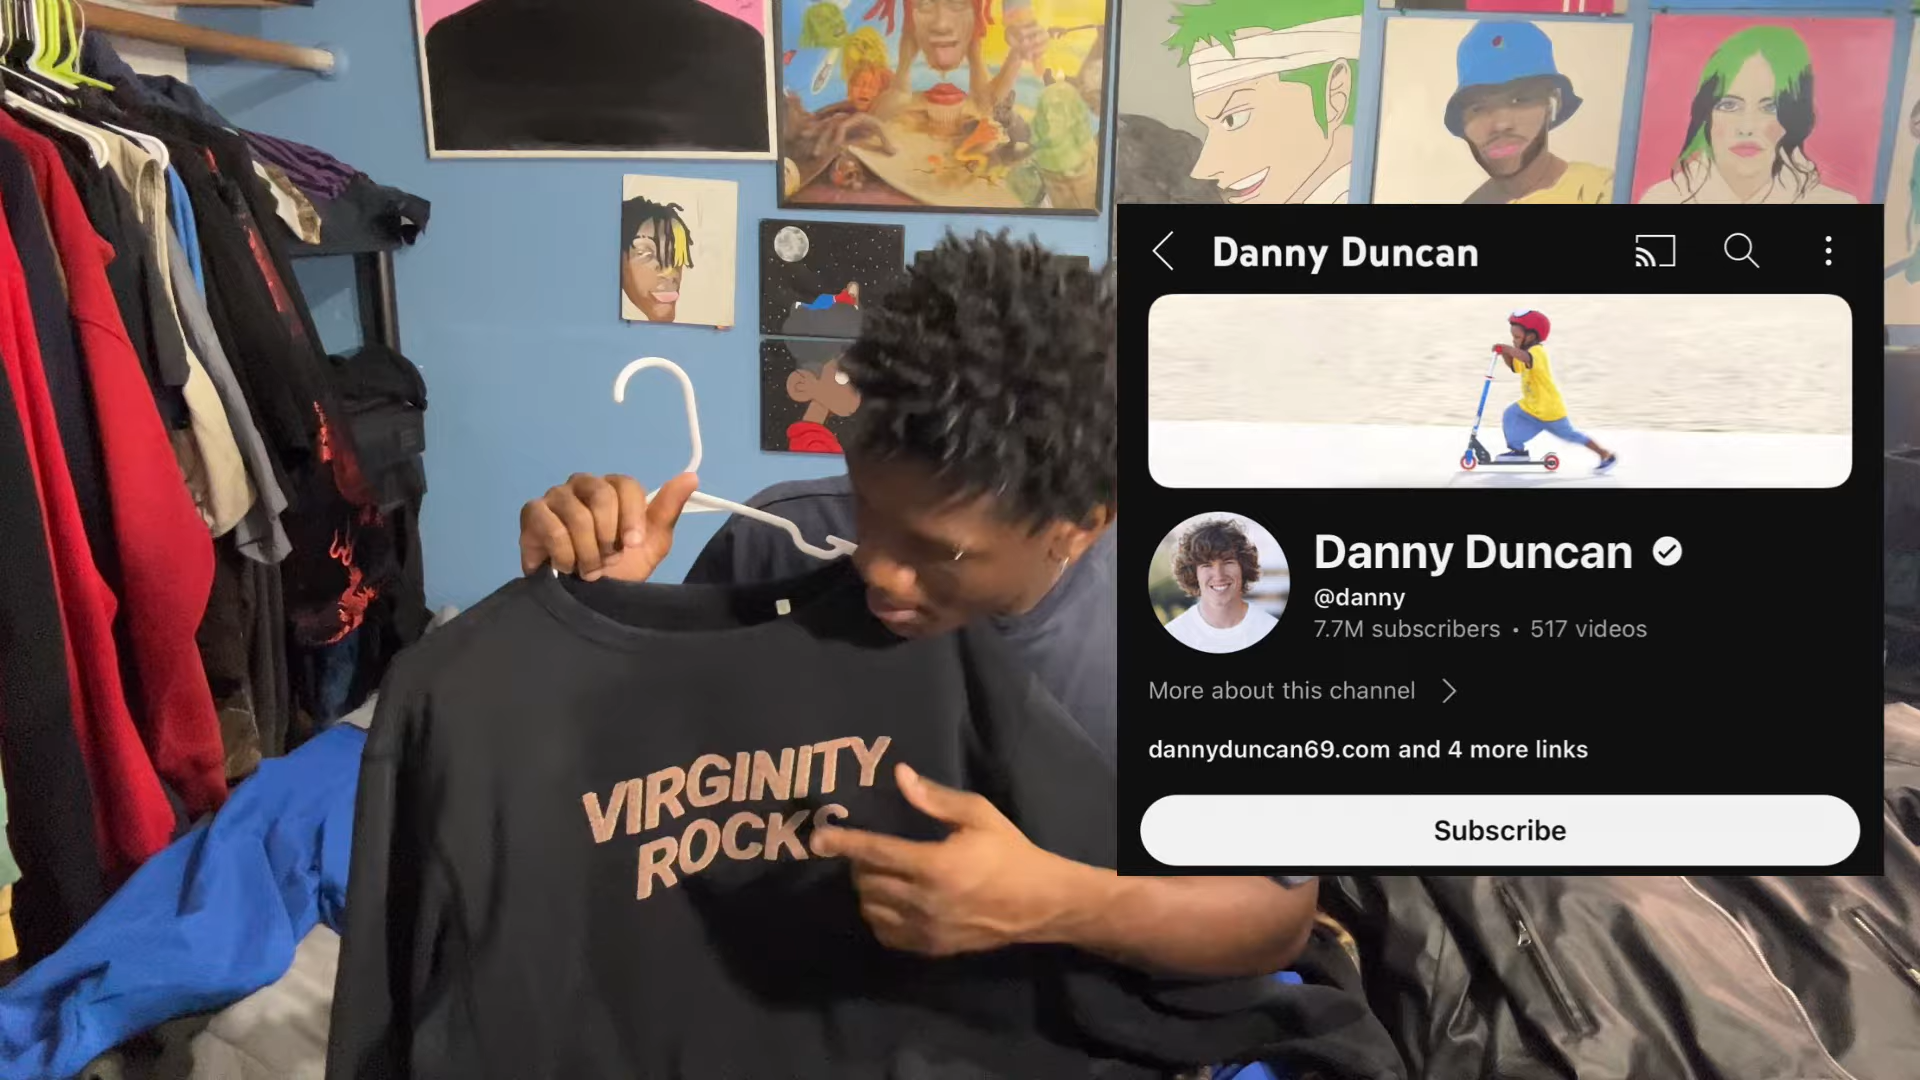 VIRGINITY
ROCKS
Danny Duncan
Danny Duncan
@danny
7.7M subscribers • 517 videos
More about this channel
dannyduncan69.com and 4 more links
Subscribe